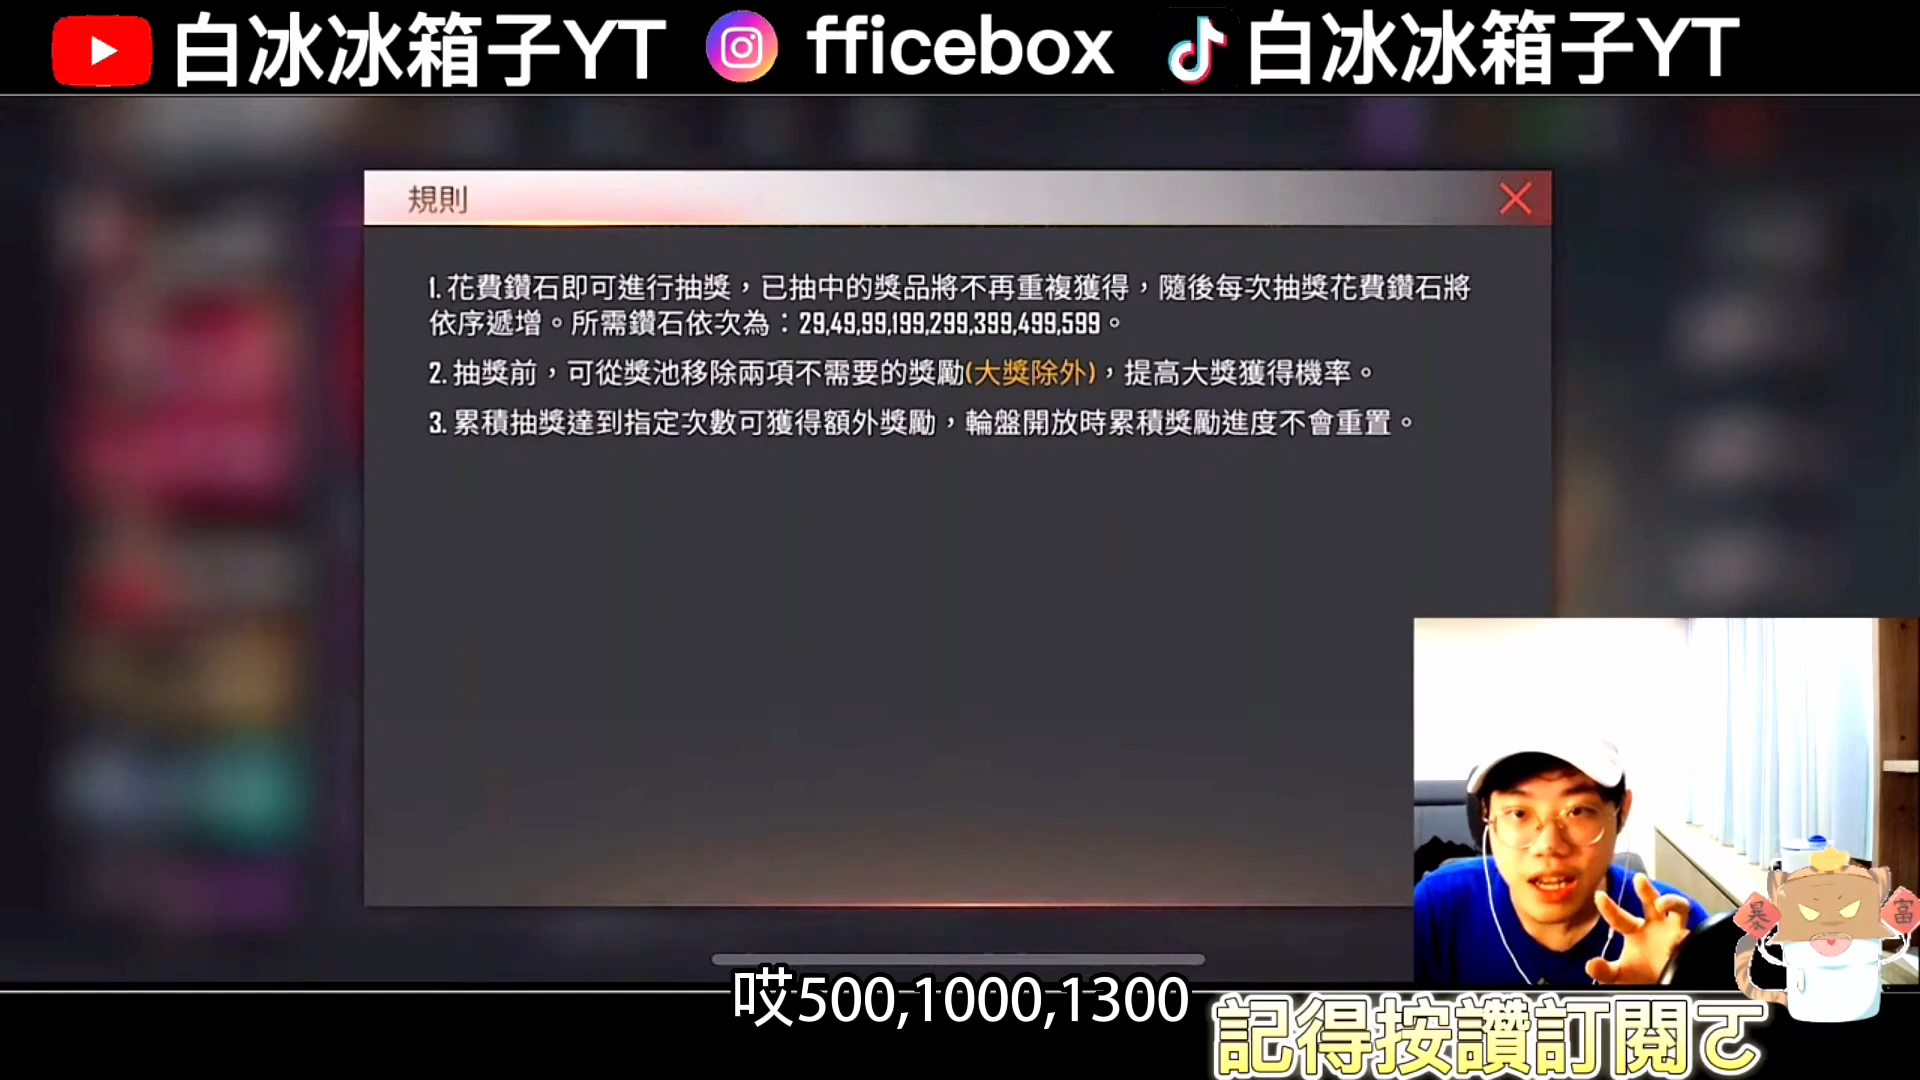 白冰冰箱子YT
fficebox
白冰冰箱子YT
規則
1. 花費鑽石即可進行抽獎，已抽中的獎品將不再重複獲得，隨後每次抽獎花費鑽石將
依序遞增。所需鑽石依次為：29,49,99,199,299,399,499,599。
2. 抽獎前，可從獎池移除兩項不需要的獎勵(大獎除外)，提高大獎獲得機率。
3. 累積抽獎達到指定次數可獲得額外獎勵，輪盤開放時累積獎勵進度不會重置。
暴
富
哎500,1000,1300
記得按讚訂閱ㄛ